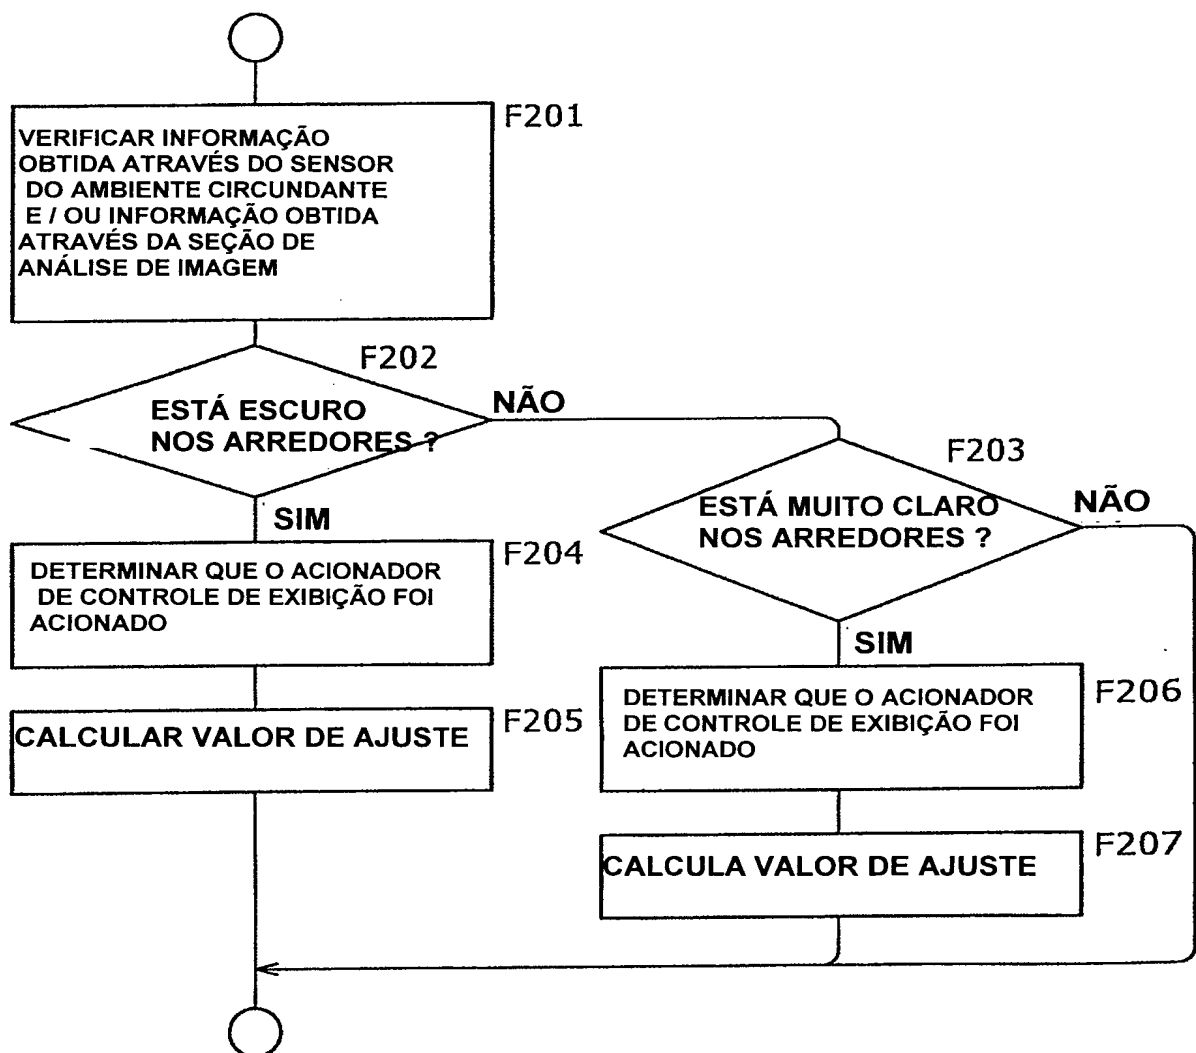 F201
VERIFICAR INFORMAÇÃO
OBTIDA ATRAVÉS DO SENSOR
DO AMBIENTE CIRCUNDANTE
E / OU INFORMAÇÃO OBTIDA
ATRAVÉS DA SEÇÃO DE
ANÁLISE DE IMAGEM
F202
ESTÁ ESCURO
NOS ARREDORES ?
NÃO
SIM
F203
ESTÁ MUITO CLARO
NOS ARREDORES ?
NÃO
SIM
F204
DETERMINAR QUE O ACIONADOR
DE CONTROLE DE EXIBIÇÃO FOI
ACIONADO
F205
CALCULAR VALOR DE AJUSTE
F206
DETERMINAR QUE O ACIONADOR
DE CONTROLE DE EXIBIÇÃO FOI
ACIONADO
F207
CALCULA VALOR DE AJUSTE